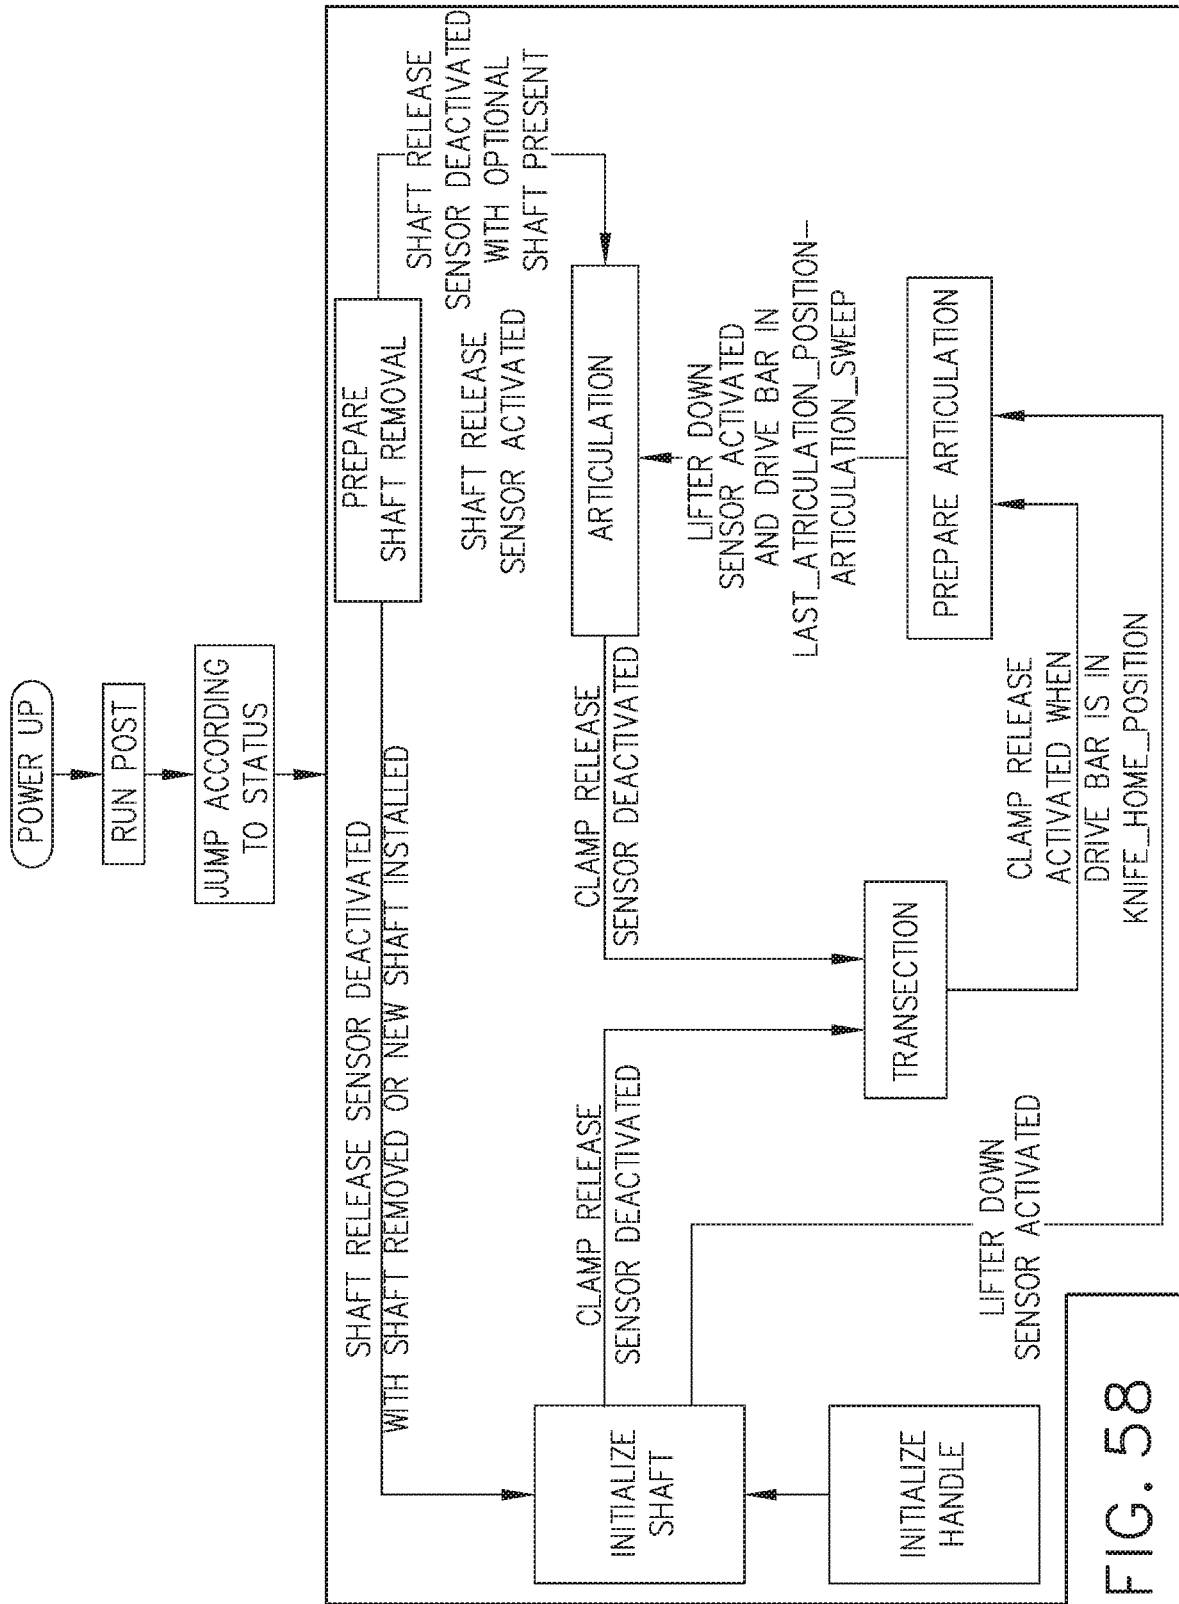 POWER UP
RUN POST
JUMP ACCORDING
TO STATUS
SHAFT RELEASE SENSOR DEACTIVATED
WITH SHAFT REMOVED OR NEW SHAFT INSTALLED
PREPARE
SHAFT REMOVAL
SHAFT RELEASE
SENSOR DEACTIVATED
WITH OPTIONAL
SHAFT PRESENT
SHAFT RELEASE
SENSOR ACTIVATED
INITIALIZE
SHAFT
CLAMP RELEASE
SENSOR DEACTIVATED
CLAMP RELEASE
SENSOR DEACTIVATED
ARTICULATION
LIFTER DOWN
SENSOR ACTIVATED
AND DRIVE BAR IN
LAST_ATRICULATION_POSITION-
ARTICULATION_SWEEP
TRANSECTION
INITIALIZE
HANDLE
LIFTER DOWN
SENSOR ACTIVATED
CLAMP RELEASE
ACTIVATED WHEN
DRIVE BAR IS IN
KNIFE_HOME_POSITION
PREPARE ARTICULATION
FIG. 58